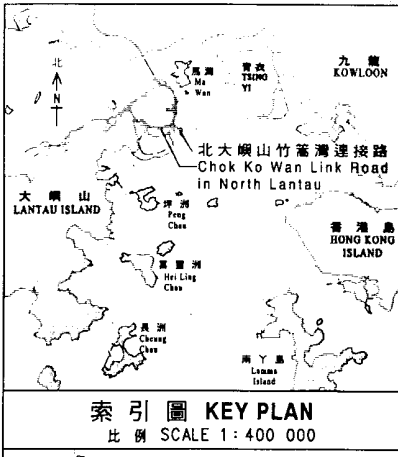 北
N
馬灣
Ma
Wan
青衣
TSING
YI
九龍
KOWLOON
北大嶼山竹篙灣連接路
Chok Ko Wan Link Road
in North Lantau
大嶼山
LANTAU ISLAND
坪洲
Peng
Chau
香港島
HONG KONG
ISLAND
喜靈洲
Hei Ling
Chau
長洲
Cheung
Chau
南丫島
Lamma
Island
索引圖 KEY PLAN
比例 SCALE 1 : 400 000